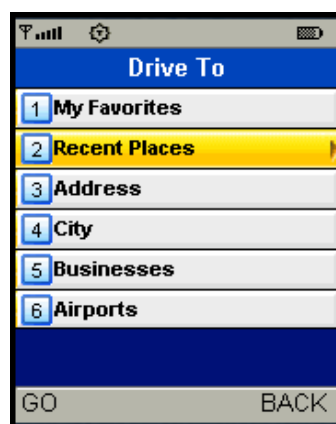 Drive To
1 My Favorites
2 Recent Places
3 Address
4 City
5 Businesses
6 Airports
GO BACK